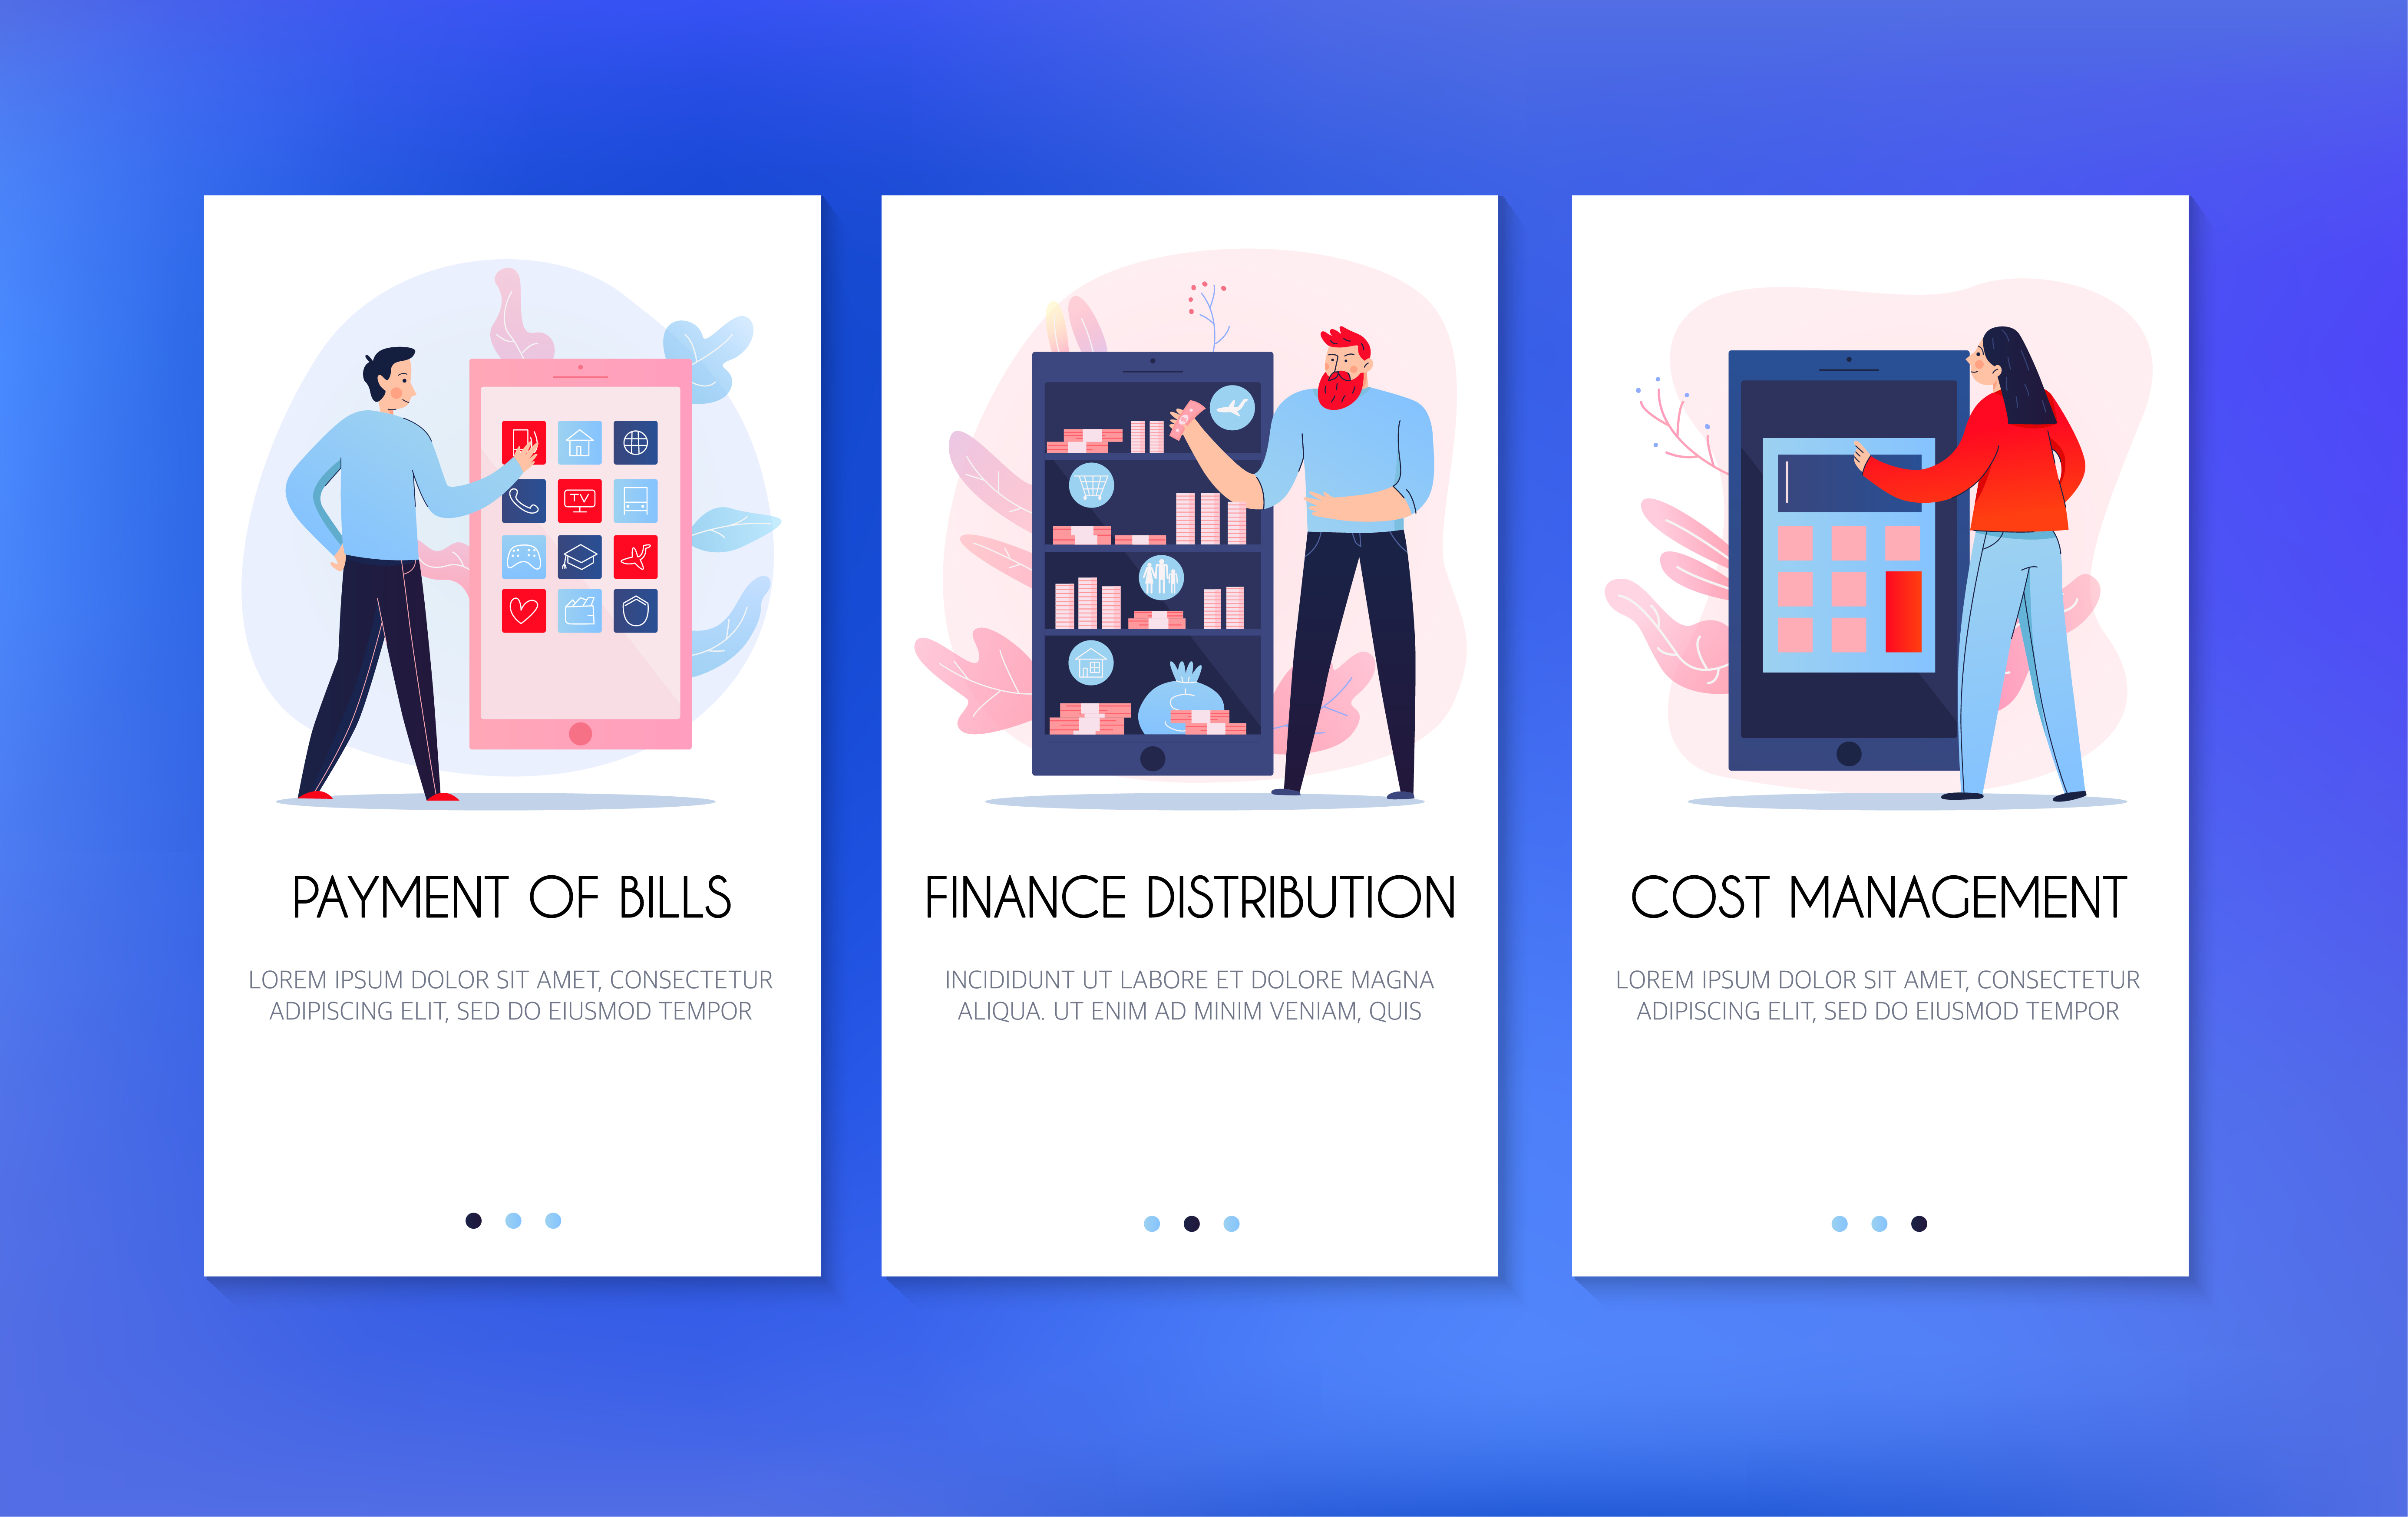 TV
PAYMENT OF BILLS
LOREM IPSUM DOLOR SIT AMET, CONSECTETUR
ADIPISCING ELIT, SED DO EIUSMOD TEMPOR
FINANCE DISTRIBUTION
INCIDIDUNT UT LABORE ET DOLORE MAGNA
ALIQUA. UT ENIM AD MINIM VENIAM, QUIS
COST MANAGEMENT
LOREM IPSUM DOLOR SIT AMET, CONSECTETUR
ADIPISCING ELIT, SED DO EIUSMOD TEMPOR